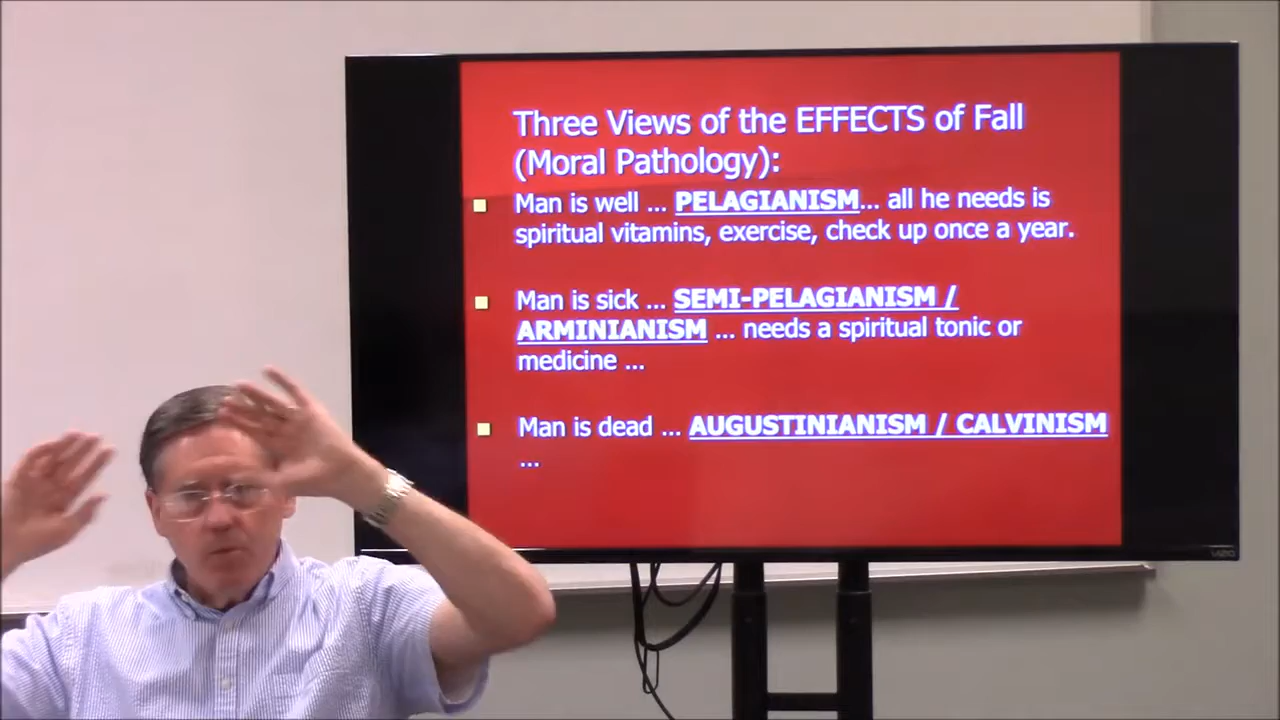 Three Views of the EFFECTS of Fall
(Moral Pathology):
Man is well ... PELAGIANISM... all he needs is
spiritual vitamins, exercise, check up once a year.
Man is sick ... SEMI-PELAGIANISM /
ARMINIANISM ... needs a spiritual tonic or
medicine ...
Man is dead ... AUGUSTINIANISM / CALVINISM
...
VIZIO